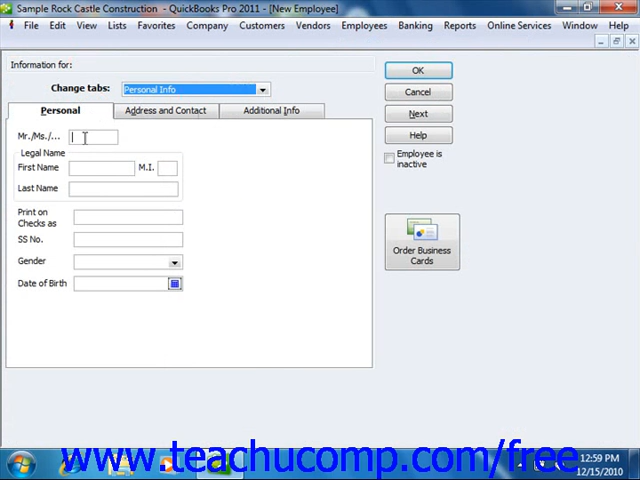 Sample Rock Castle Construction - QuickBooks Pro 2011 - [New Employee]
File Edit View Lists Favorites Company Customers Vendors Employees Banking Reports Online Services Window Help
Information for:
Change tabs: Personal Info
Personal Address and Contact Additional Info
Mr./Ms./...
Legal Name
First Name M.I.
Last Name
Print on
Checks as
SS No.
Gender
Date of Birth
OK
Cancel
Next
Help
Employee is
inactive
Order Business
Cards
www.teachucomp.com/free
12:59 PM
12/15/2010